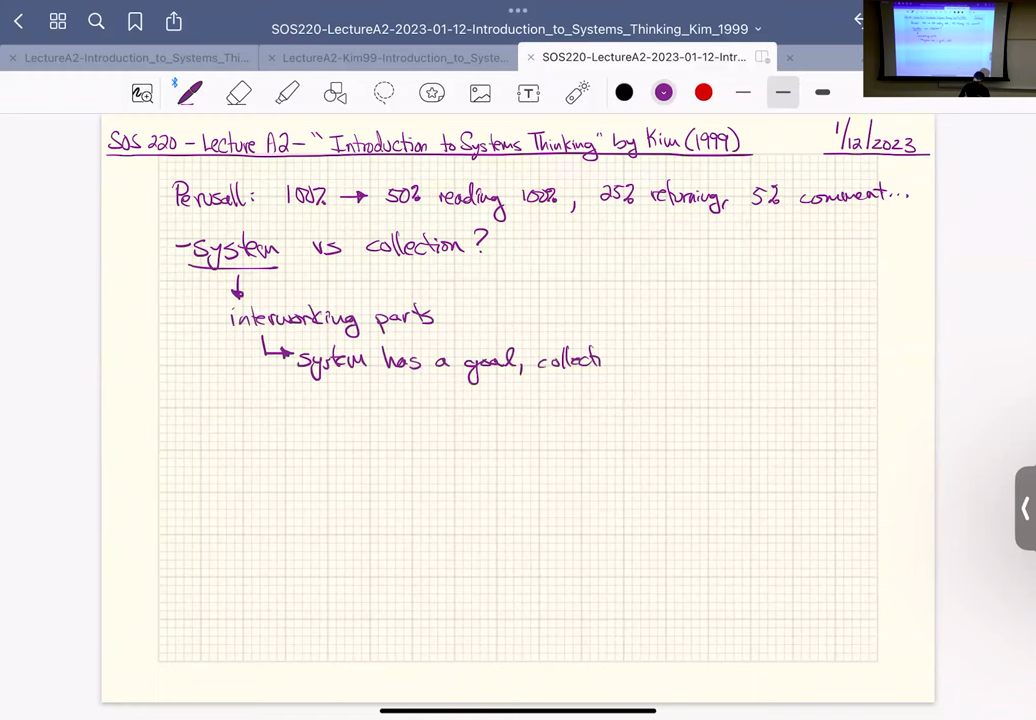 SOS220-LectureA2-2023-01-12-Introduction_to_Systems_Thinking_Kim_1999
LectureA2-Introduction_to_Systems_Thi...
LectureA2-Kim99-Introduction_to_Syste...
SOS220-LectureA2-2023-01-12-Intr...
SOS 220 - Lecture A2 - "Introduction to Systems Thinking" by Kim (1999) 1/12/2023
Perusall: 100% → 50% reading 100%, 25% returning, 5% comment...
- system vs collection?
↓
interworking parts
↳ system has a goal, collecti